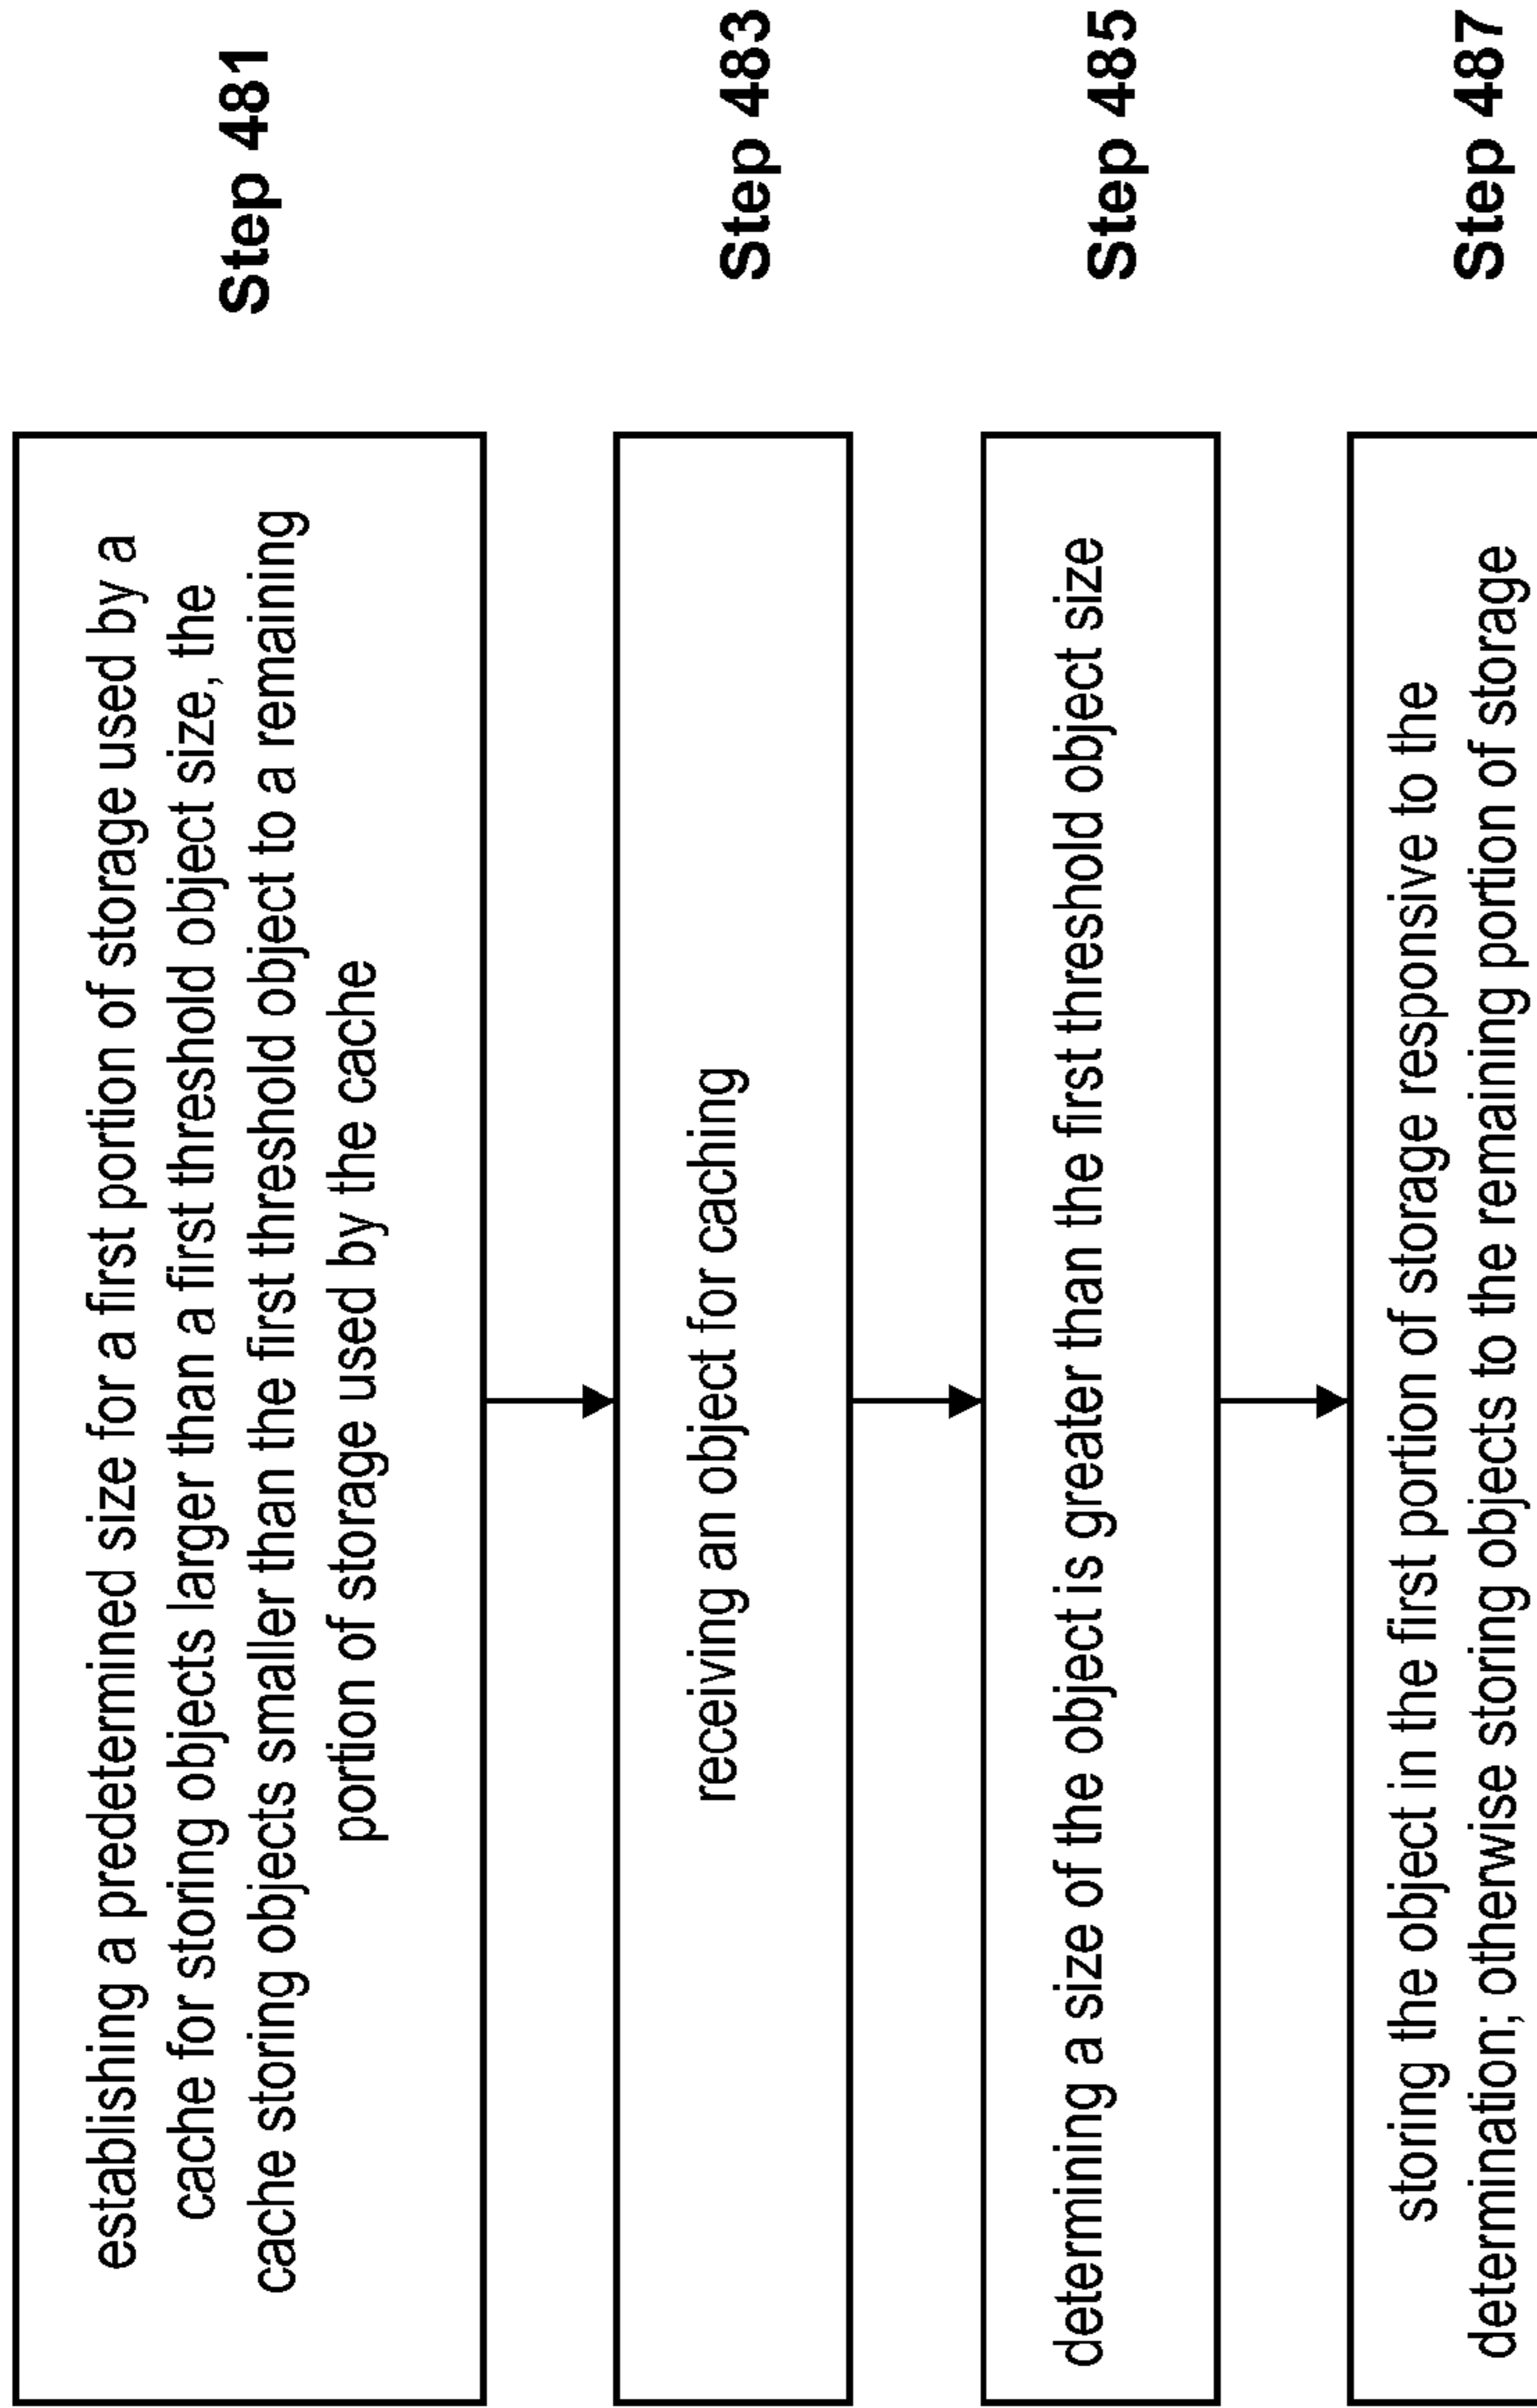 establishing a predetermined size for a first portion of storage used by a
cache for storing objects larger than a first threshold object size, the
cache storing objects smaller than the first threshold object to a remaining
portion of storage used by the cache
Step 481
receiving an object for caching
Step 483
determining a size of the object is greater than the first threshold object size
Step 485
storing the object in the first portion of storage responsive to the
determination; otherwise storing objects to the remaining portion of storage
Step 487